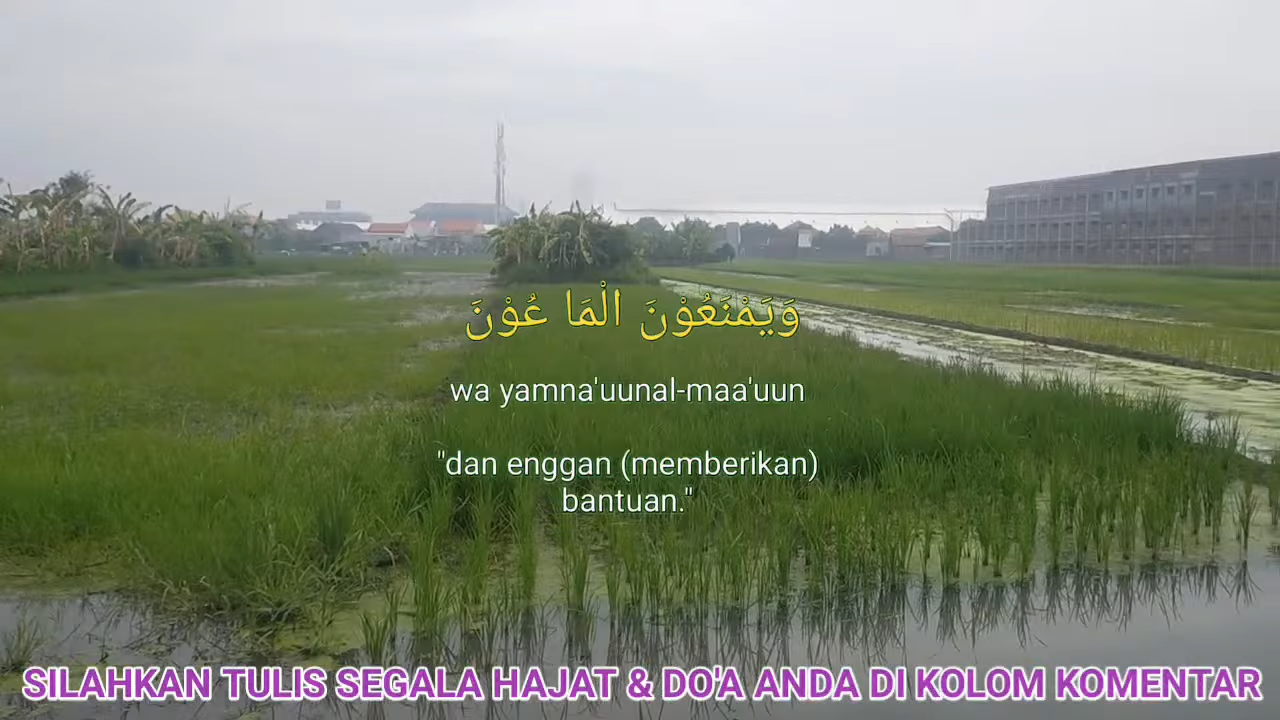 وَيَمْنَعُوْنَ الْمَا عُوْنَ
wa yamna'uunal-maa'uun
"dan enggan (memberikan)
bantuan."
SILAHKAN TULIS SEGALA HAJAT & DO'A ANDA DI KOLOM KOMENTAR